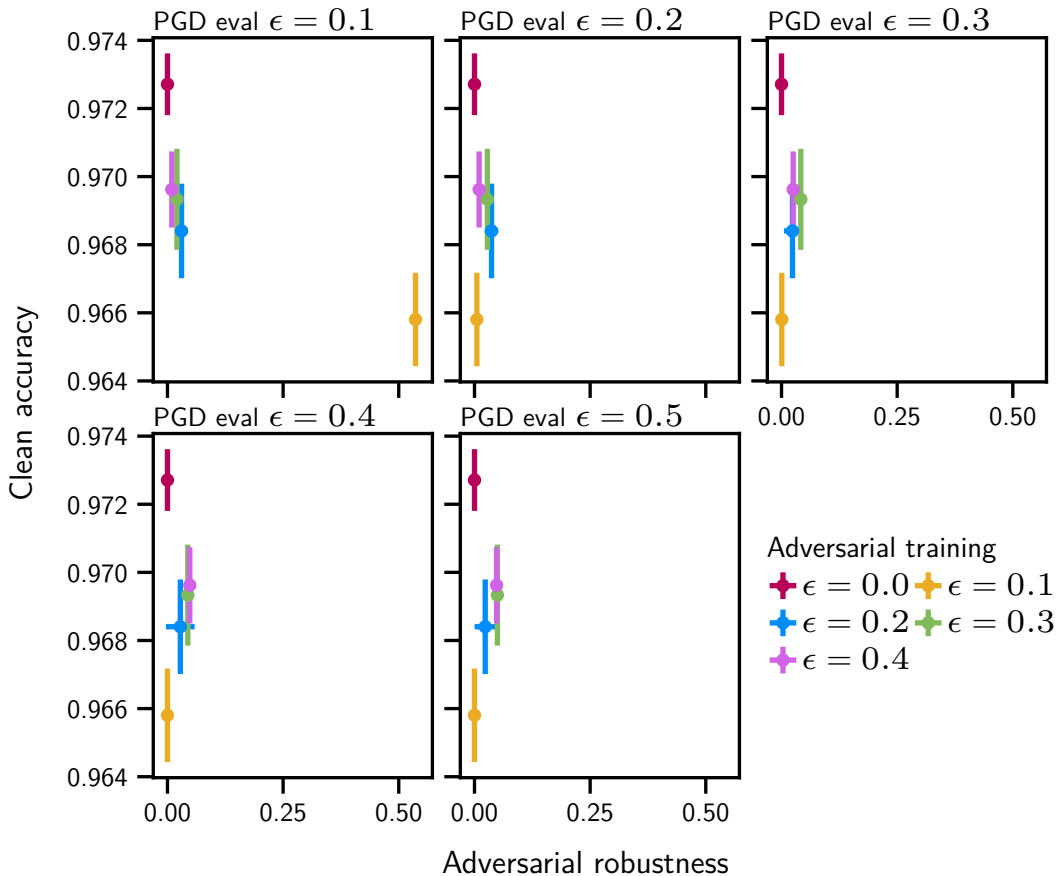 PGD eval ϵ = 0.1
PGD eval ϵ = 0.2
PGD eval ϵ = 0.3
0.974
0.972
0.970
0.968
0.966
0.964
0.00 0.25 0.50
PGD eval ϵ = 0.4
PGD eval ϵ = 0.5
0.974
0.972
0.970
0.968
0.966
0.964
0.00 0.25 0.50
0.00 0.25 0.50
Clean accuracy
Adversarial robustness
Adversarial training
ϵ = 0.0
ϵ = 0.1
ϵ = 0.2
ϵ = 0.3
ϵ = 0.4